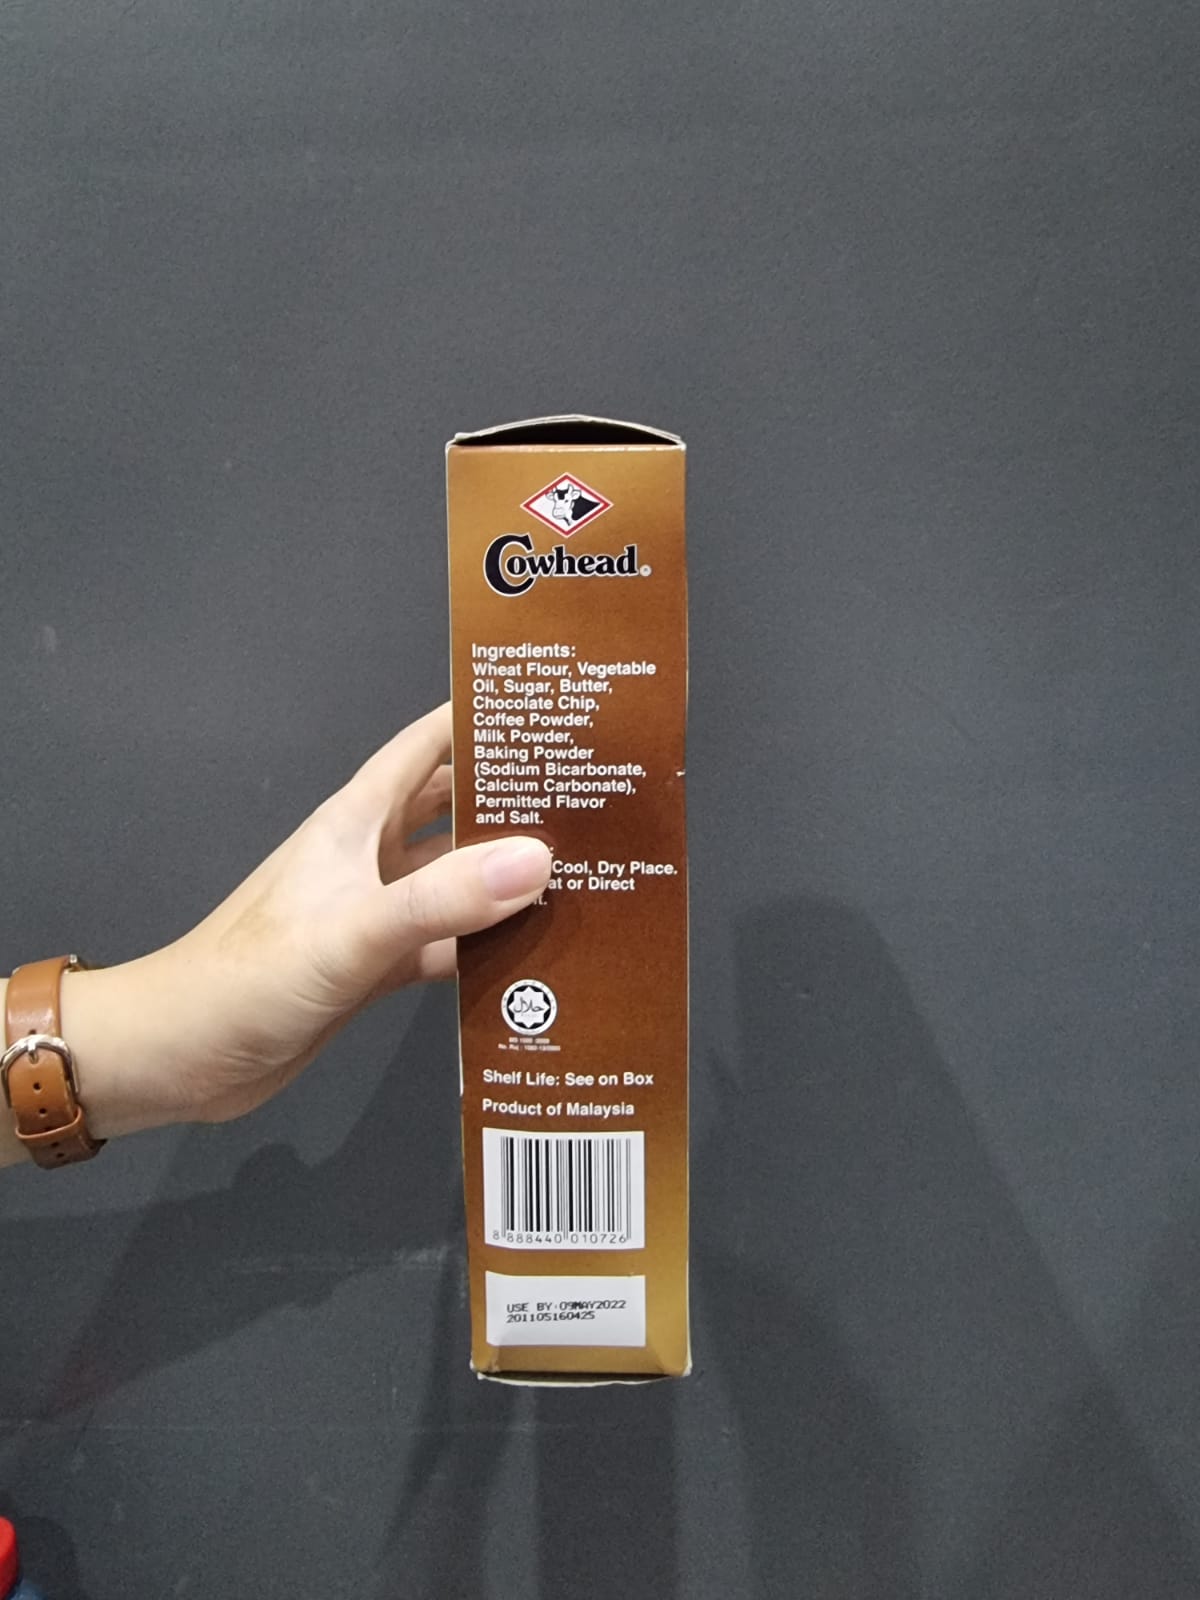 Cowhead®
Ingredients:
Wheat Flour, Vegetable
Oil, Sugar, Butter,
Chocolate Chip,
Coffee Powder,
Milk Powder,
Baking Powder
(Sodium Bicarbonate,
Calcium Carbonate),
Permitted Flavor
and Salt.
Cool, Dry Place.
or Direct
حلال
Shelf Life: See on Box
Product of Malaysia
8 888440 010726
USE BY:09MAY2022
201105160425